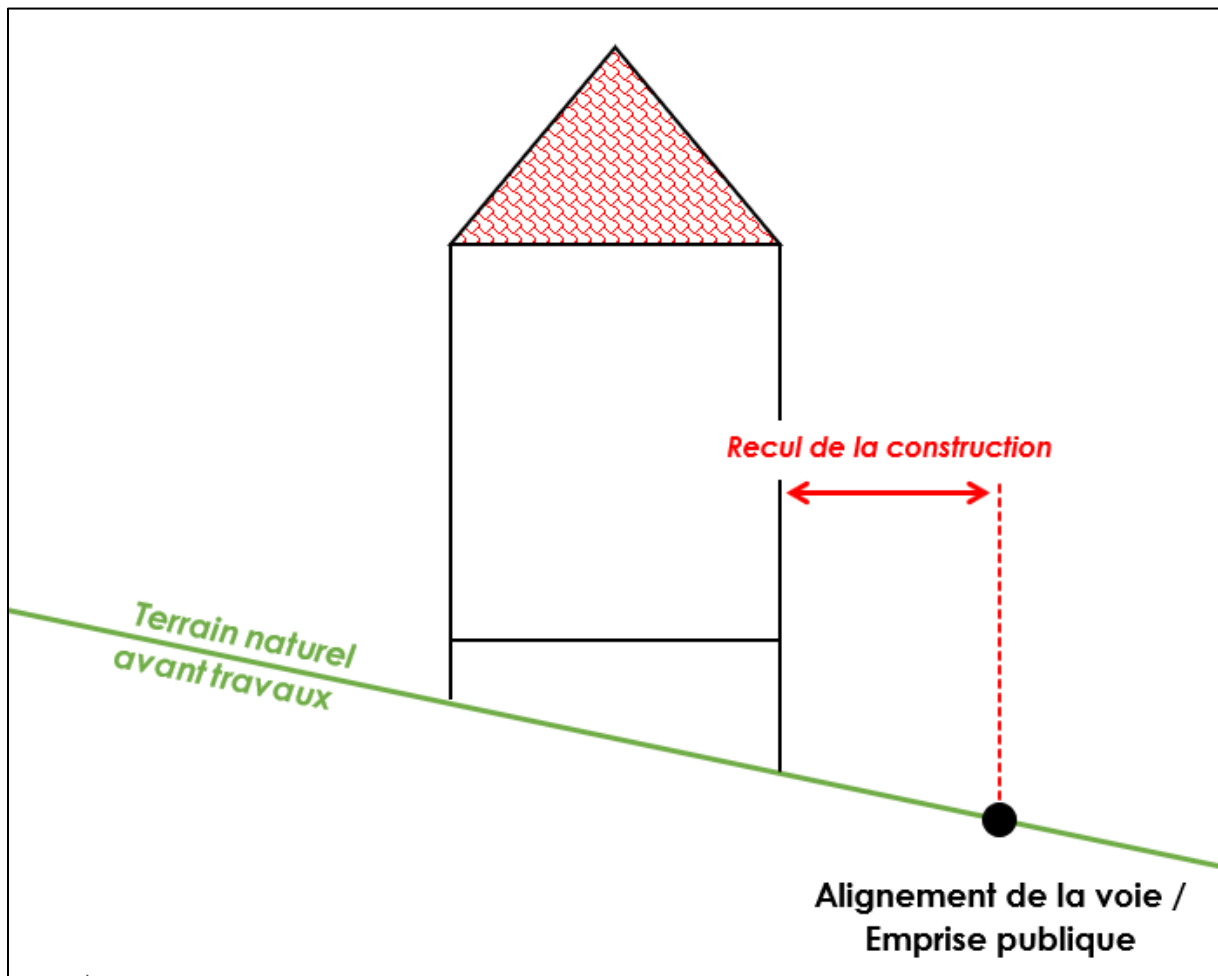 Recul de la construction
Terrain naturel
avant travaux
Alignement de la voie /
Emprise publique